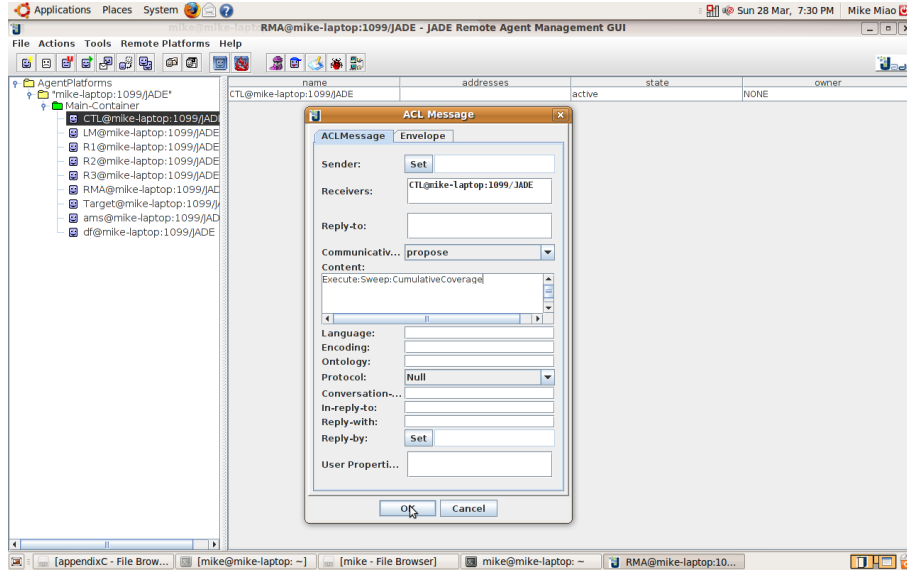 Applications Places System Sun 28 Mar, 7:30 PM Mike Miao
RMA@mike-laptop:1099/JADE - JADE Remote Agent Management GUI
File Actions Tools Remote Platforms Help
AgentPlatforms
"mike-laptop:1099/JADE"
Main-Container
CTL@mike-laptop:1099/JADE
LM@mike-laptop:1099/JADE
R1@mike-laptop:1099/JADE
R2@mike-laptop:1099/JADE
R3@mike-laptop:1099/JADE
RMA@mike-laptop:1099/JAD
Target@mike-laptop:1099/J
ams@mike-laptop:1099/JAD
df@mike-laptop:1099/JADE
name addresses state owner
CTL@mike-laptop:1099/JADE active NONE
ACL Message
ACLMessage Envelope
Sender: Set
Receivers: CTL@mike-laptop:1099/JADE
Reply-to:
Communicativ... propose
Content:
Execute:Sweep:CumulativeCoverage
Language:
Encoding:
Ontology:
Protocol: Null
Conversation-...
In-reply-to:
Reply-with:
Reply-by: Set
User Properti...
OK Cancel
[appendixC - File Brow... [mike@mike-laptop: ~] [mike - File Browser] mike@mike-laptop: ~ RMA@mike-laptop:10...